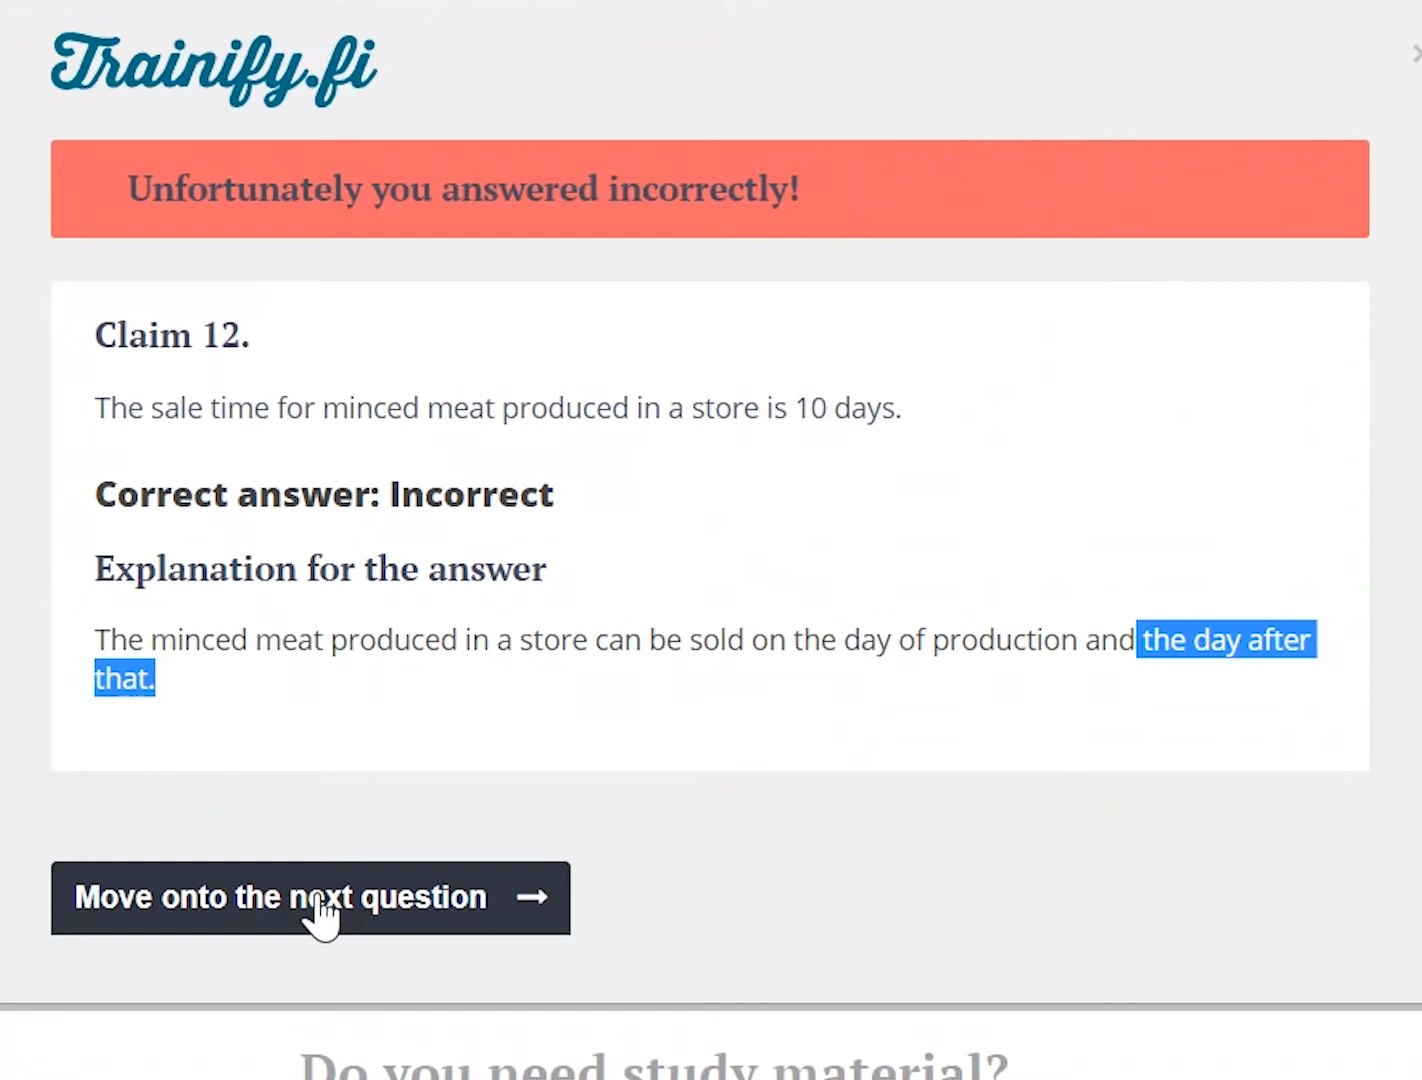 Trainify.fi
Unfortunately you answered incorrectly!
Claim 12.
The sale time for minced meat produced in a store is 10 days.
Correct answer: Incorrect
Explanation for the answer
The minced meat produced in a store can be sold on the day of production and the day after
that.
Move onto the next question →
Do you need study material?